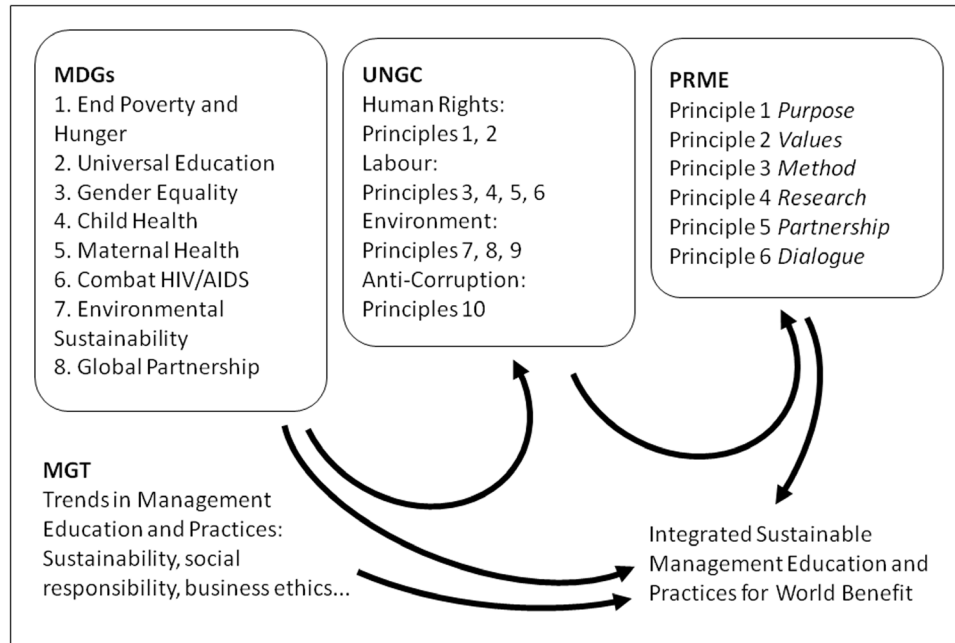 MDGs
1. End Poverty and
Hunger
2. Universal Education
3. Gender Equality
4. Child Health
5. Maternal Health
6. Combat HIV/AIDS
7. Environmental
Sustainability
8. Global Partnership
UNGC
Human Rights:
Principles 1, 2
Labour:
Principles 3, 4, 5, 6
Environment:
Principles 7, 8, 9
Anti-Corruption:
Principles 10
PRME
Principle 1 Purpose
Principle 2 Values
Principle 3 Method
Principle 4 Research
Principle 5 Partnership
Principle 6 Dialogue
MGT
Trends in Management
Education and Practices:
Sustainability, social
responsibility, business ethics...
Integrated Sustainable
Management Education and
Practices for World Benefit